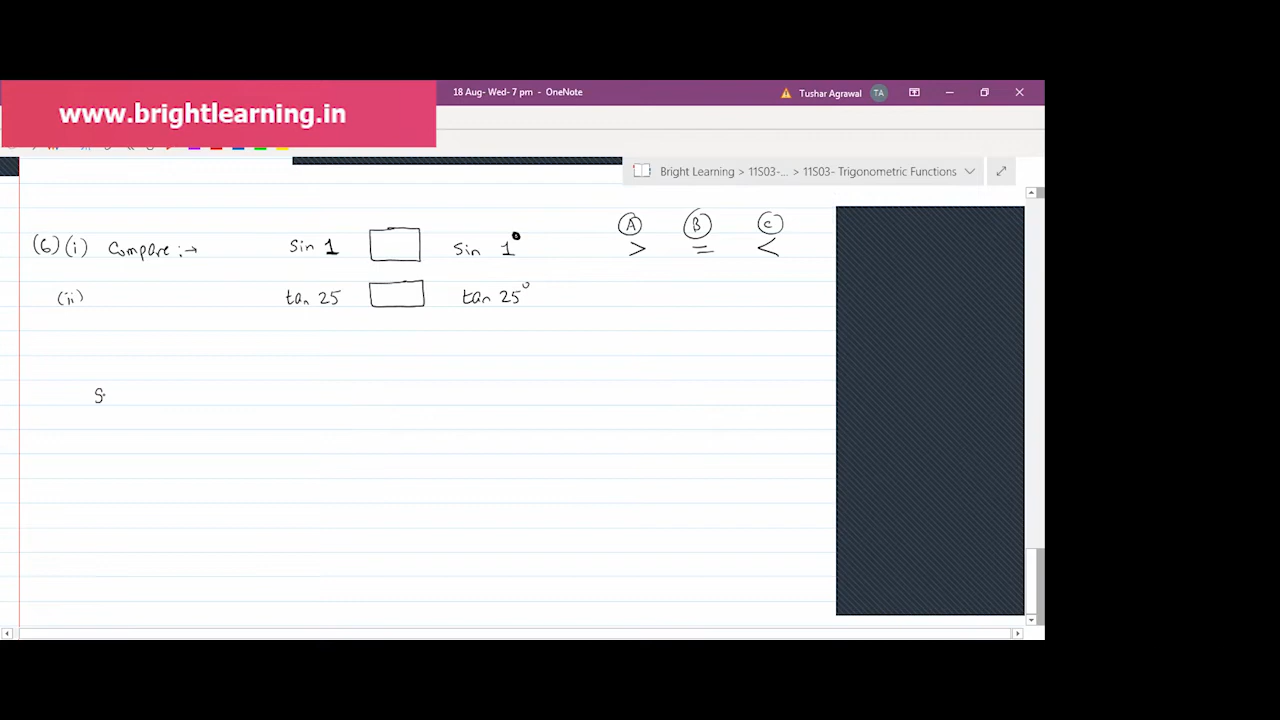 18 Aug- Wed- 7 pm - OneNote
Tushar Agrawal TA
www.brightlearning.in
Bright Learning > 11S03-... > 11S03- Trigonometric Functions
A B C
(6) (i) Compare :→ sin 1 sin 1° > = <
(ii) tan 25 tan 25°
S